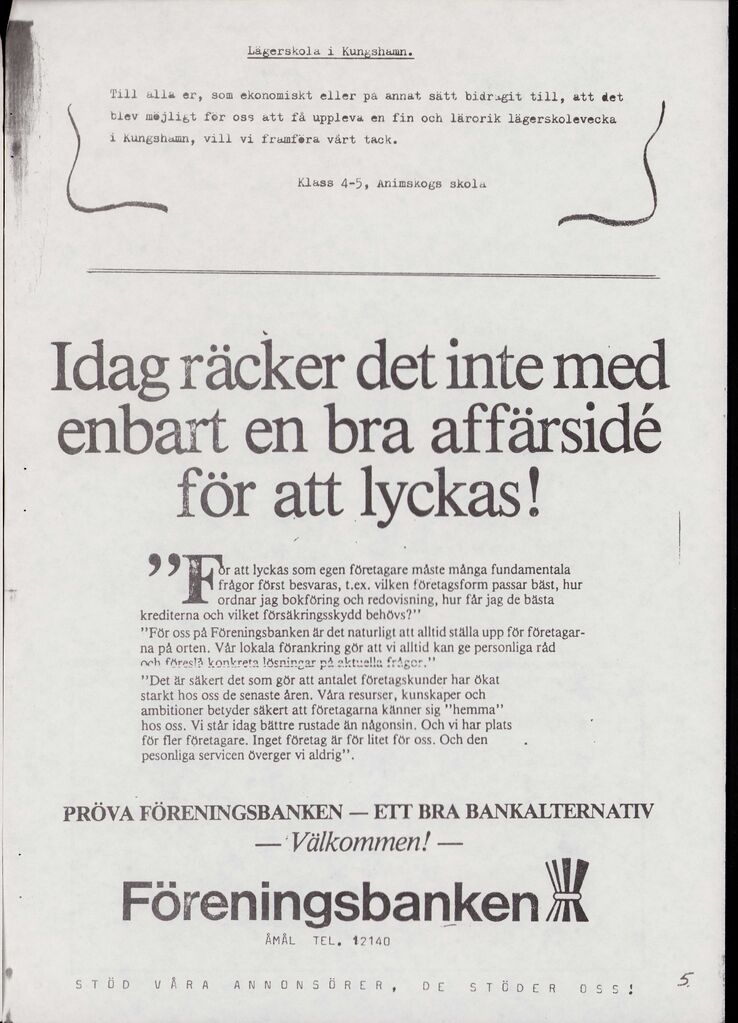 Lägerskola i Kungshamn.
Till alla er, som ekonomiskt eller på annat sätt bidragit till, att det
blev möjligt för oss att få uppleva en fin och lärorik lägerskolevecka
i Kungshamn, vill vi framföra vårt tack.
Klass 4-5, Animskogs skola
Idag räcker det inte med
enbart en bra affärsidé
för att lyckas!
”För att lyckas som egen företagare måste många fundamentala
frågor först besvaras, t.ex. vilken företagsform passar bäst, hur
ordnar jag bokföring och redovisning, hur får jag de bästa
krediterna och vilket försäkringsskydd behövs?”
”För oss på Föreningsbanken är det naturligt att alltid ställa upp för företagar-
na på orten. Vår lokala förankring gör att vi alltid kan ge personliga råd
och föreslå konkreta lösningar på aktuella frågor.”
”Det är säkert det som gör att antalet företagskunder har ökat
starkt hos oss de senaste åren. Våra resurser, kunskaper och
ambitioner betyder säkert att företagarna känner sig ”hemma”
hos oss. Vi står idag bättre rustade än någonsin. Och vi har plats
för fler företagare. Inget företag är för litet för oss. Och den
pesonliga servicen överger vi aldrig”.
PRÖVA FÖRENINGSBANKEN — ETT BRA BANKALTERNATIV
— Välkommen! —
Föreningsbanken
ÅMÅL TEL. 12140
STÖD VÅRA ANNONSÖRER, DE STÖDER OSS!
5.